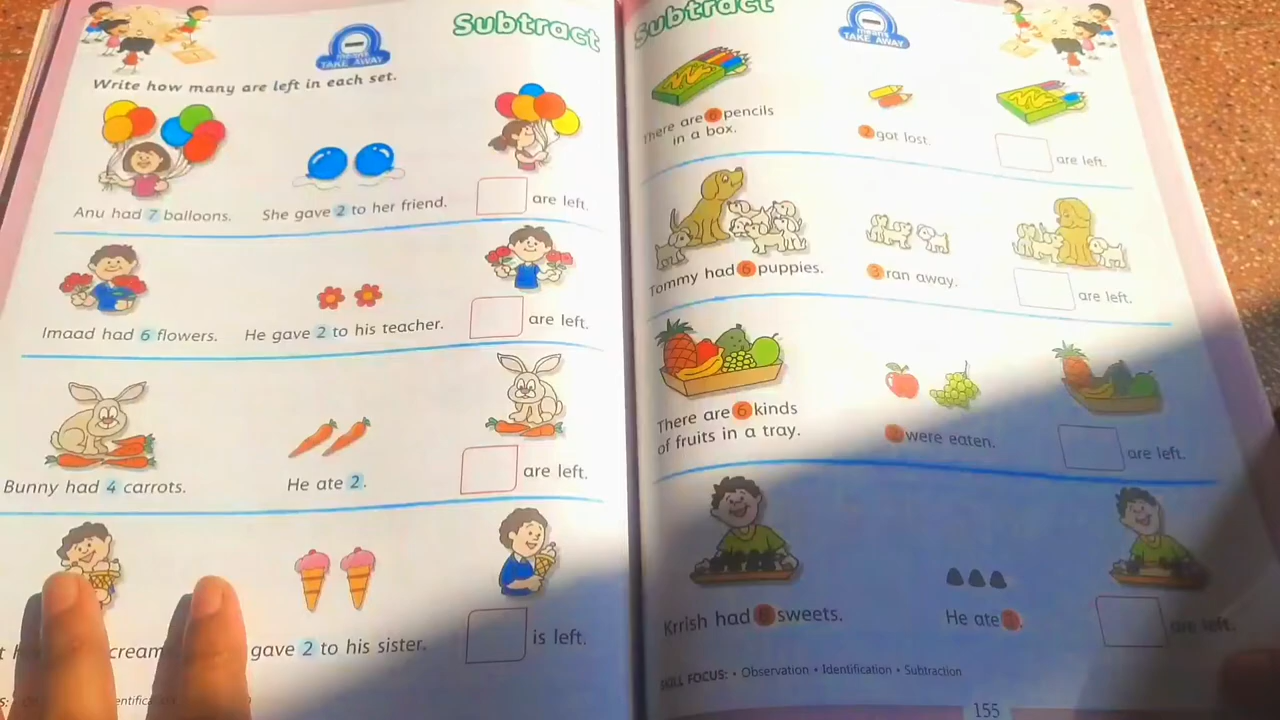 Subtract
means
TAKE AWAY
Write how many are left in each set.
Anu had 7 balloons.
She gave 2 to her friend.
are left.
Imaad had 6 flowers.
He gave 2 to his teacher.
are left.
Bunny had 4 carrots.
He ate 2.
are left.
cream
gave 2 to his sister.
is left.
Subtract
means
TAKE AWAY
There are pencils
in a box.
2 got lost.
are left.
Tommy had 6 puppies.
3 ran away.
are left.
There are 6 kinds
of fruits in a tray.
were eaten.
are left.
Krrish had sweets.
He ate 3.
are left.
SKILL FOCUS: • Observation • Identification • Subtraction
155